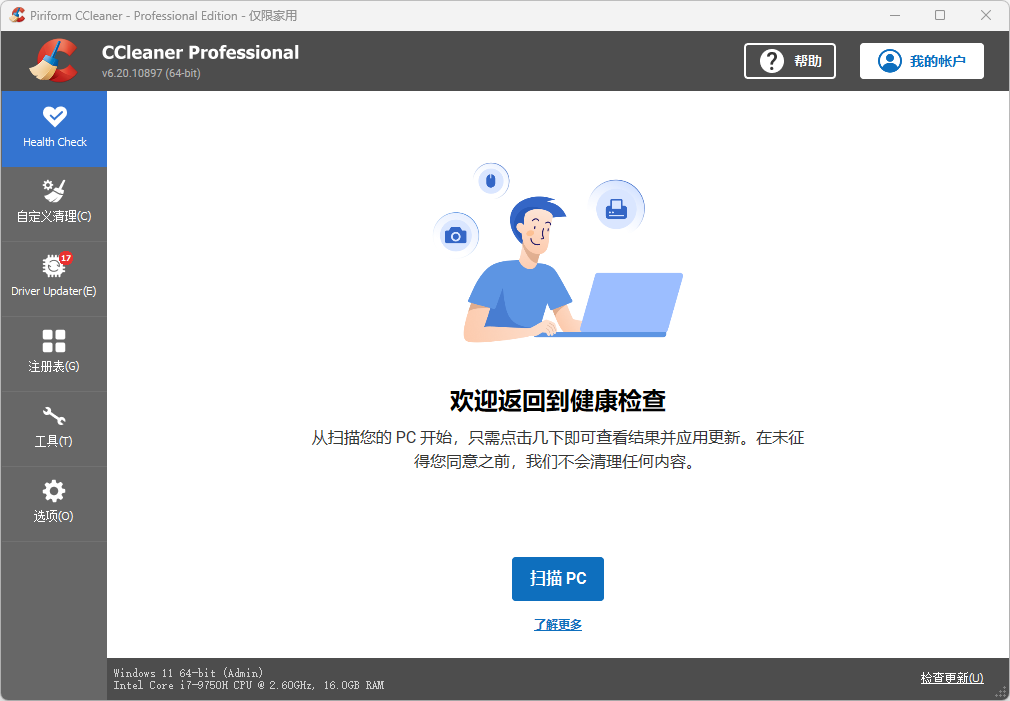 Piriform CCleaner - Professional Edition - 仅限家用
CCleaner Professional
v6.20.10897 (64-bit)
? 帮助
我的帐户
Health Check
自定义清理(C)
17
Driver Updater(E)
注册表(G)
工具(T)
选项(O)
欢迎返回到健康检查
从扫描您的 PC 开始，只需点击几下即可查看结果并应用更新。在未征
得您同意之前，我们不会清理任何内容。
扫描 PC
了解更多
Windows 11 64-bit (Admin)
Intel Core i7-9750H CPU @ 2.60GHz, 16.0GB RAM
检查更新(U)